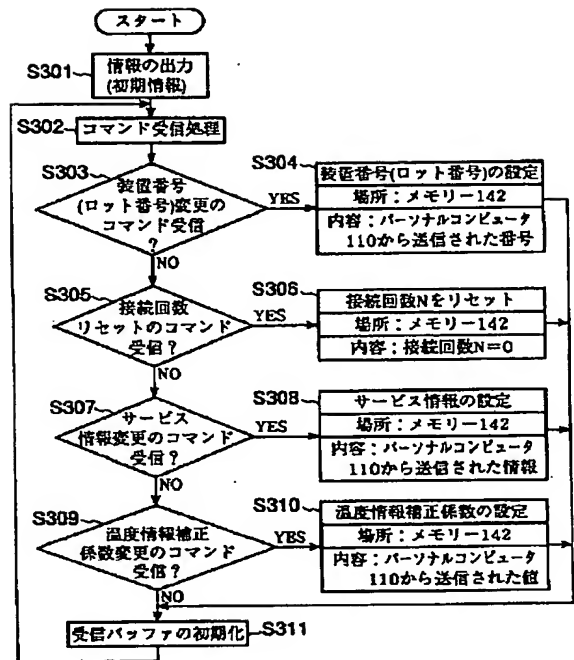 スタート
S301
情報の出力
(初期情報)
S302
コマンド受信処理
S303
装置番号
(ロット番号)変更の
コマンド受信
?
YES
NO
S304
装置番号(ロット番号)の設定
場所：メモリー142
内容：パーソナルコンピュータ
110から送信された番号
S305
接続回数
リセットのコマンド
受信?
YES
NO
S306
接続回数Nをリセット
場所：メモリー142
内容：接続回数N=0
S307
サービス
情報変更のコマンド
受信?
YES
NO
S308
サービス情報の設定
場所：メモリー142
内容：パーソナルコンピュータ
110から送信された情報
S309
温度情報補正
係数変更のコマンド
受信?
YES
NO
S310
温度情報補正係数の設定
場所：メモリー142
内容：パーソナルコンピュータ
110から送信された値
受信バッファの初期化
S311